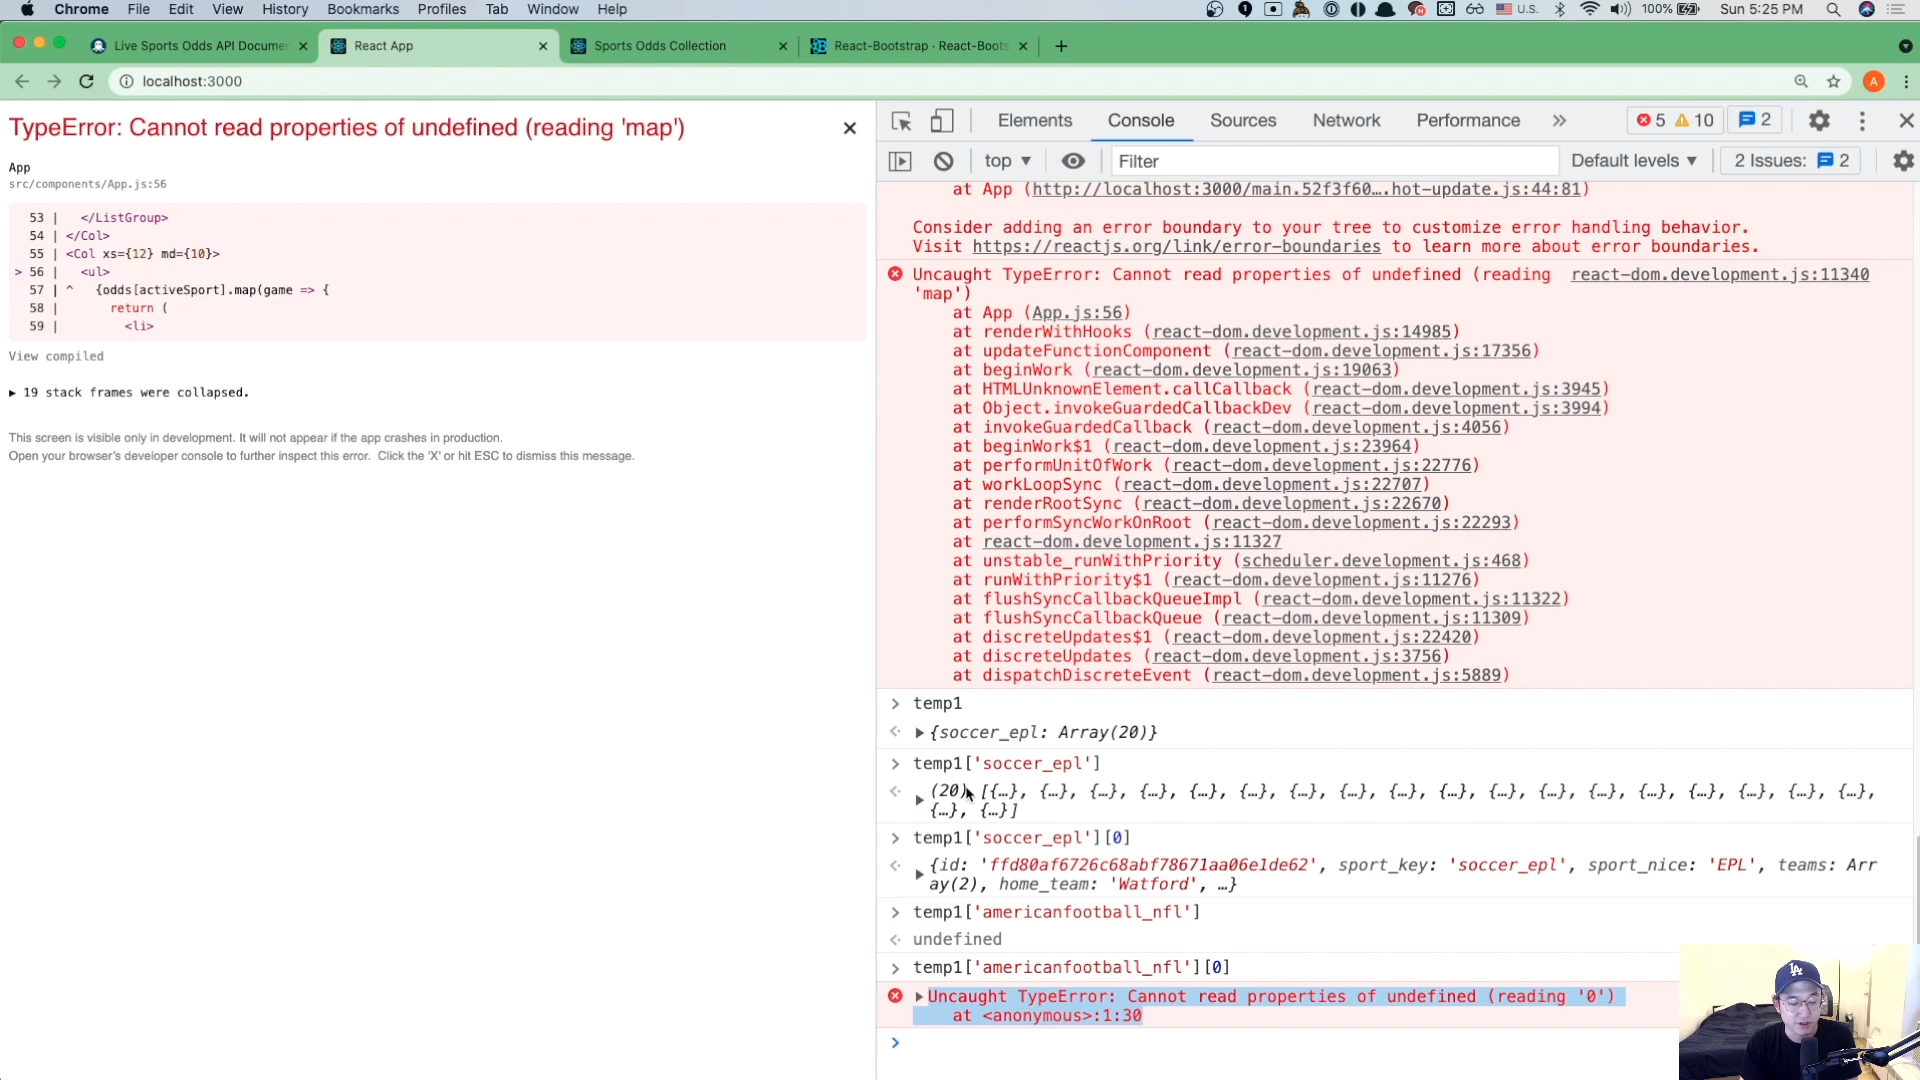 Chrome File Edit View History Bookmarks Profiles Tab Window Help U.S. 100% Sun 5:25 PM
Live Sports Odds API Documen React App Sports Odds Collection React-Bootstrap · React-Boots
localhost:3000 A
TypeError: Cannot read properties of undefined (reading 'map')
App
src/components/App.js:56
53 | </ListGroup>
54 | </Col>
55 | <Col xs={12} md={10}>
> 56 | <ul>
57 | ^ {odds[activeSport].map(game => {
58 | return (
59 | <li>
View compiled
▶ 19 stack frames were collapsed.
This screen is visible only in development. It will not appear if the app crashes in production.
Open your browser's developer console to further inspect this error. Click the 'X' or hit ESC to dismiss this message.
Elements Console Sources Network Performance » 5 10 2
top ▼ Filter Default levels ▼ 2 Issues: 2
at App (http://localhost:3000/main.52f3f60….hot-update.js:44:81)
Consider adding an error boundary to your tree to customize error handling behavior.
Visit https://reactjs.org/link/error-boundaries to learn more about error boundaries.
Uncaught TypeError: Cannot read properties of undefined (reading react-dom.development.js:11340
'map')
at App (App.js:56)
at renderWithHooks (react-dom.development.js:14985)
at updateFunctionComponent (react-dom.development.js:17356)
at beginWork (react-dom.development.js:19063)
at HTMLUnknownElement.callCallback (react-dom.development.js:3945)
at Object.invokeGuardedCallbackDev (react-dom.development.js:3994)
at invokeGuardedCallback (react-dom.development.js:4056)
at beginWork$1 (react-dom.development.js:23964)
at performUnitOfWork (react-dom.development.js:22776)
at workLoopSync (react-dom.development.js:22707)
at renderRootSync (react-dom.development.js:22670)
at performSyncWorkOnRoot (react-dom.development.js:22293)
at react-dom.development.js:11327
at unstable_runWithPriority (scheduler.development.js:468)
at runWithPriority$1 (react-dom.development.js:11276)
at flushSyncCallbackQueueImpl (react-dom.development.js:11322)
at flushSyncCallbackQueue (react-dom.development.js:11309)
at discreteUpdates$1 (react-dom.development.js:22420)
at discreteUpdates (react-dom.development.js:3756)
at dispatchDiscreteEvent (react-dom.development.js:5889)
> temp1
▶ {soccer_epl: Array(20)}
> temp1['soccer_epl']
(20) [{…}, {…}, {…}, {…}, {…}, {…}, {…}, {…}, {…}, {…}, {…}, {…}, {…}, {…}, {…}, {…}, {…}, {…},
▶ {…}, {…}]
> temp1['soccer_epl'][0]
{id: 'ffd80af6726c68abf78671aa06e1de62', sport_key: 'soccer_epl', sport_nice: 'EPL', teams: Arr
▶ ay(2), home_team: 'Watford', …}
> temp1['americanfootball_nfl']
undefined
> temp1['americanfootball_nfl'][0]
▶ Uncaught TypeError: Cannot read properties of undefined (reading '0')
at <anonymous>:1:30
>
LA